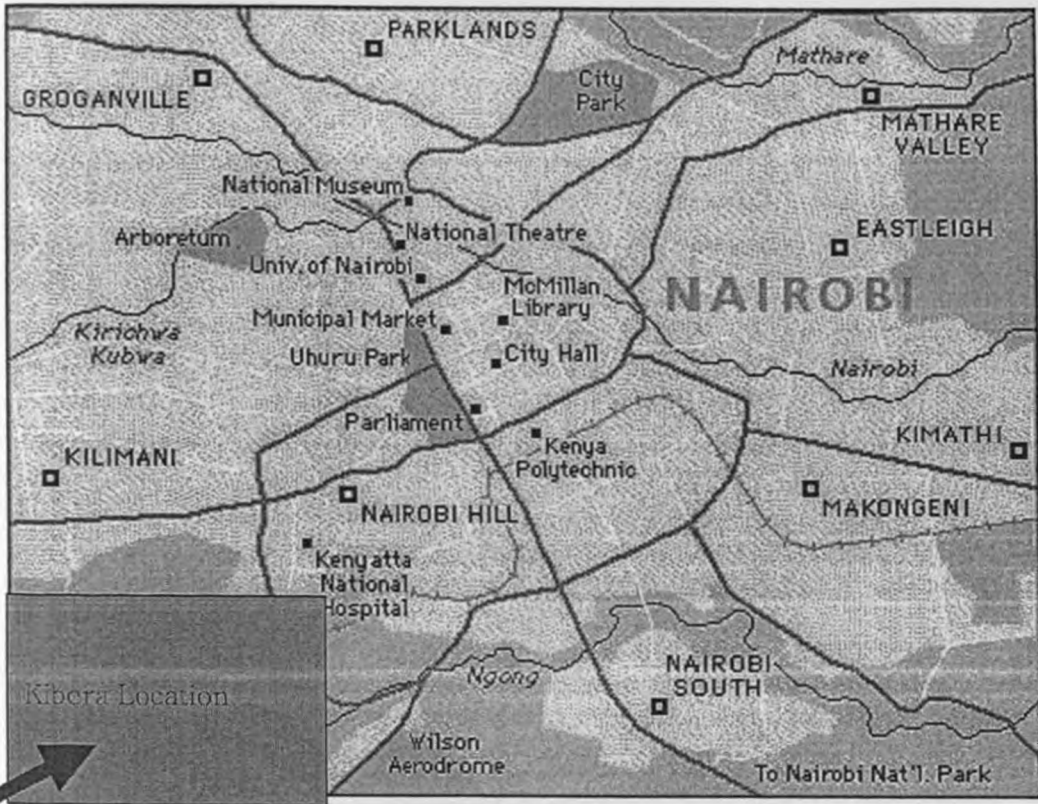 PARKLANDS
Mathare
GROGANVILLE
City
Park
MATHARE
VALLEY
National Museum
Arboretum
National Theatre
EASTLEIGH
Univ. of Nairobi
McMillan
Library
NAIROBI
Municipal Market
Kirichwa
Kubwa
Uhuru Park
City Hall
Nairobi
Parliament
KILIMANI
Kenya
Polytechnic
KIMATHI
NAIROBI HILL
MAKONGENI
Kenyatta
National
Hospital
Ngong
NAIROBI
SOUTH
Kibera Location
Wilson
Aerodrome
To Nairobi Nat'l. Park